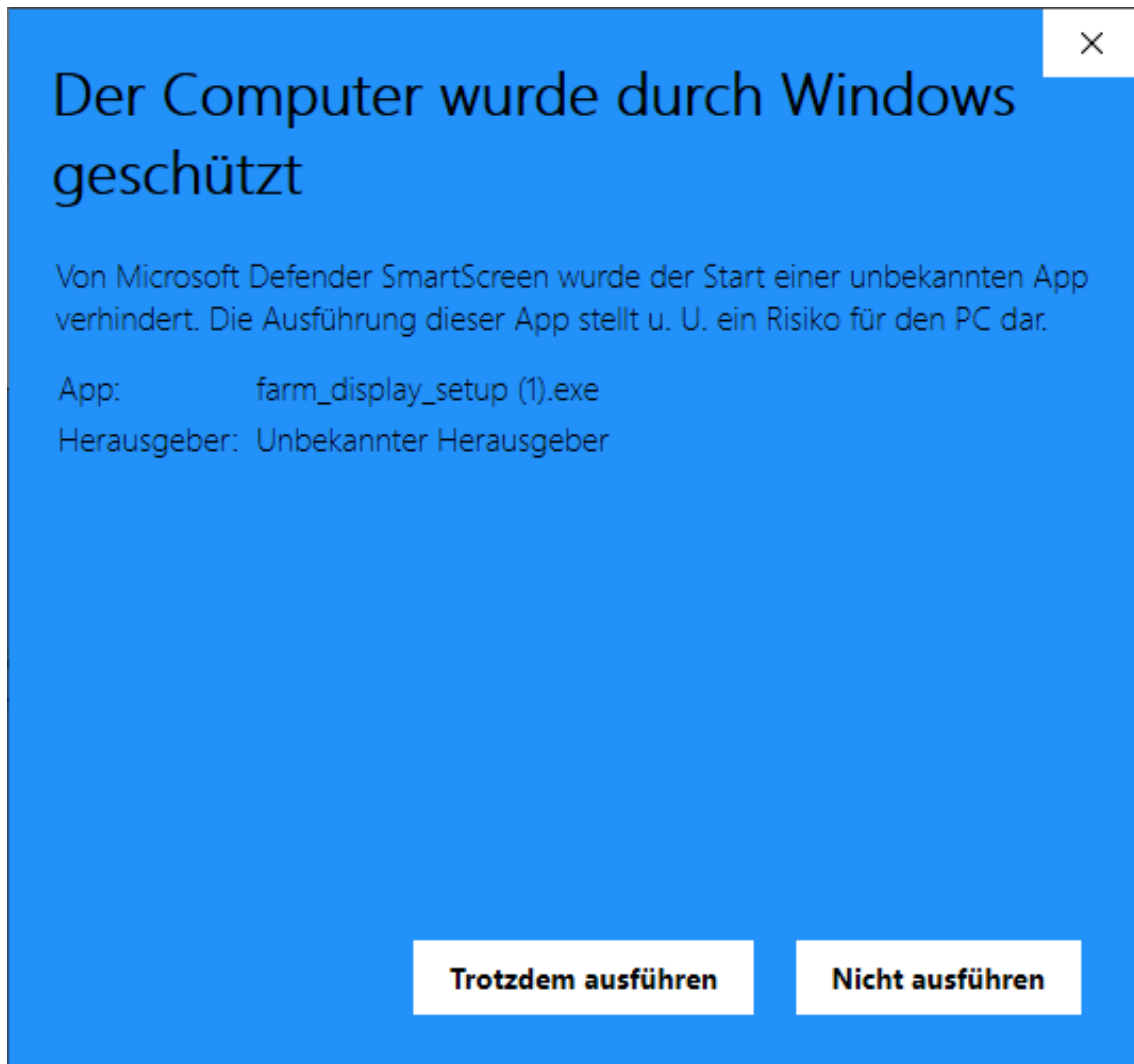 Der Computer wurde durch Windows
geschützt
Von Microsoft Defender SmartScreen wurde der Start einer unbekannten App
verhindert. Die Ausführung dieser App stellt u. U. ein Risiko für den PC dar.
App: farm_display_setup (1).exe
Herausgeber: Unbekannter Herausgeber
Trotzdem ausführen Nicht ausführen